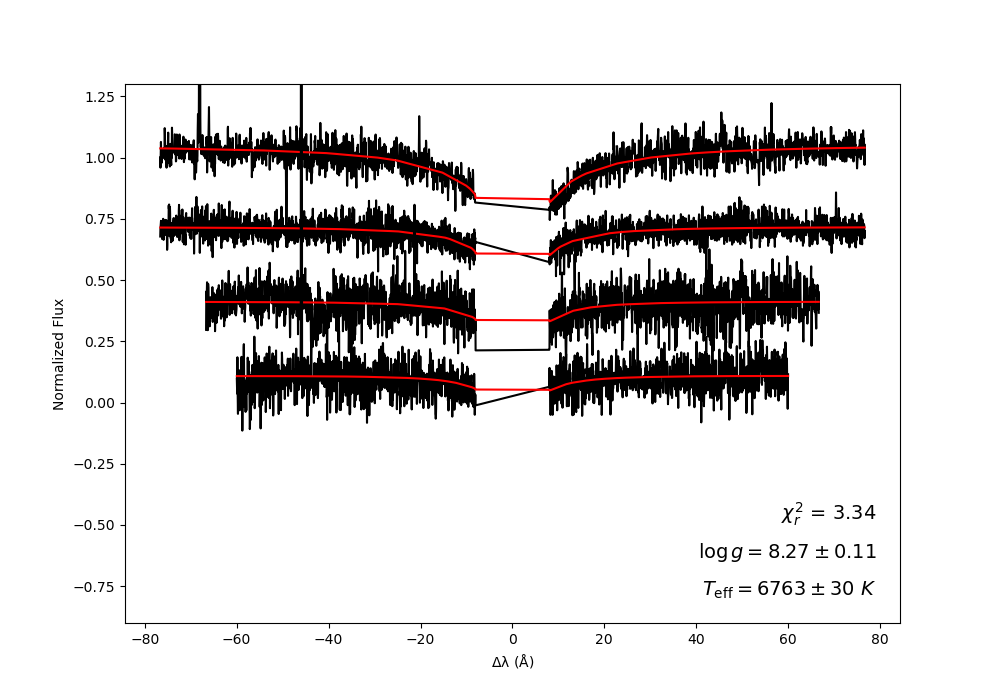 1.25
1.00
0.75
0.50
0.25
0.00
−0.25
−0.50
−0.75
Normalized Flux
χ²ᵣ = 3.34
log g = 8.27 ± 0.11
T_eff = 6763 ± 30 K
−80 −60 −40 −20 0 20 40 60 80
Δλ (Å)